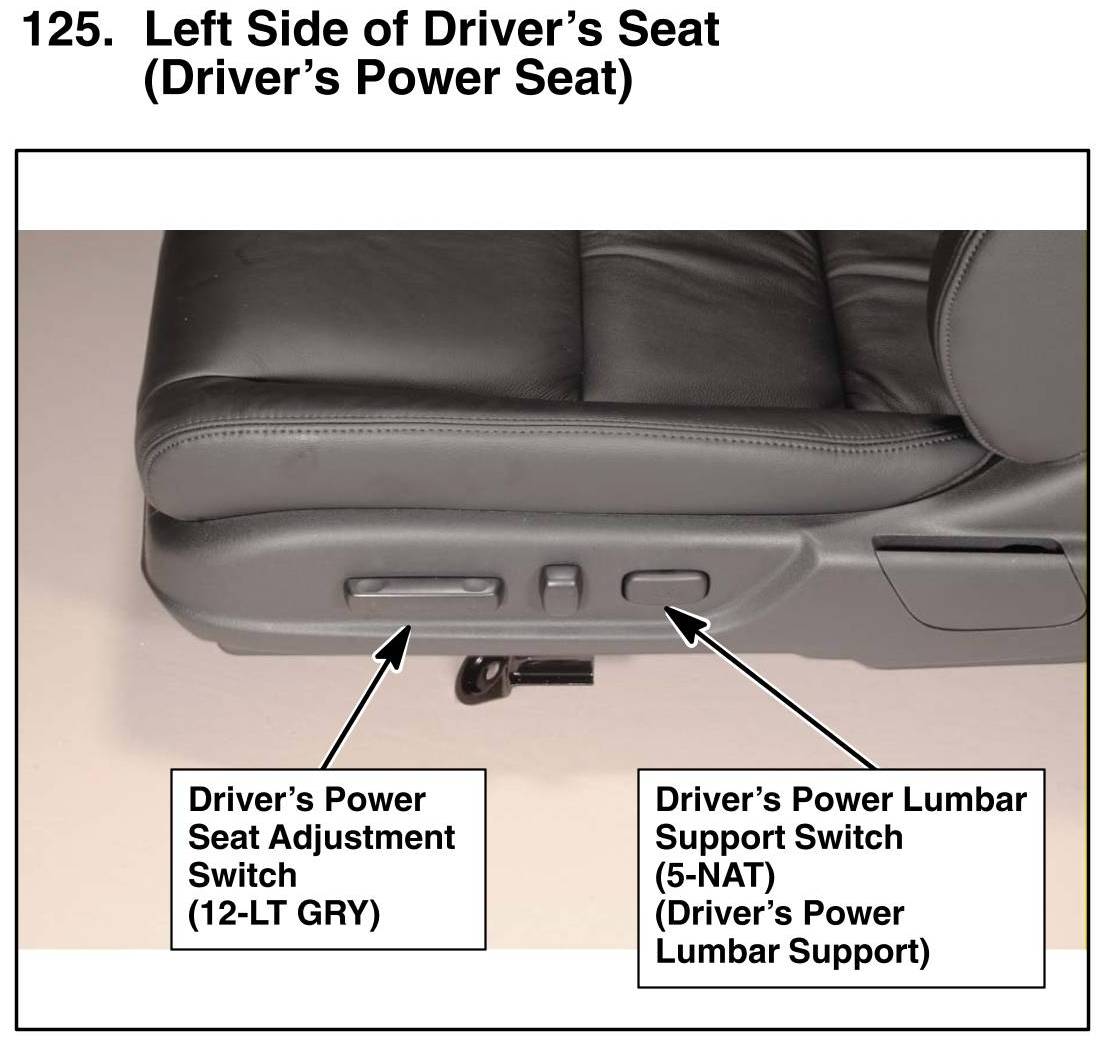 125. Left Side of Driver’s Seat
(Driver’s Power Seat)
Driver’s Power
Seat Adjustment
Switch
(12-LT GRY)
Driver’s Power Lumbar
Support Switch
(5-NAT)
(Driver’s Power
Lumbar Support)